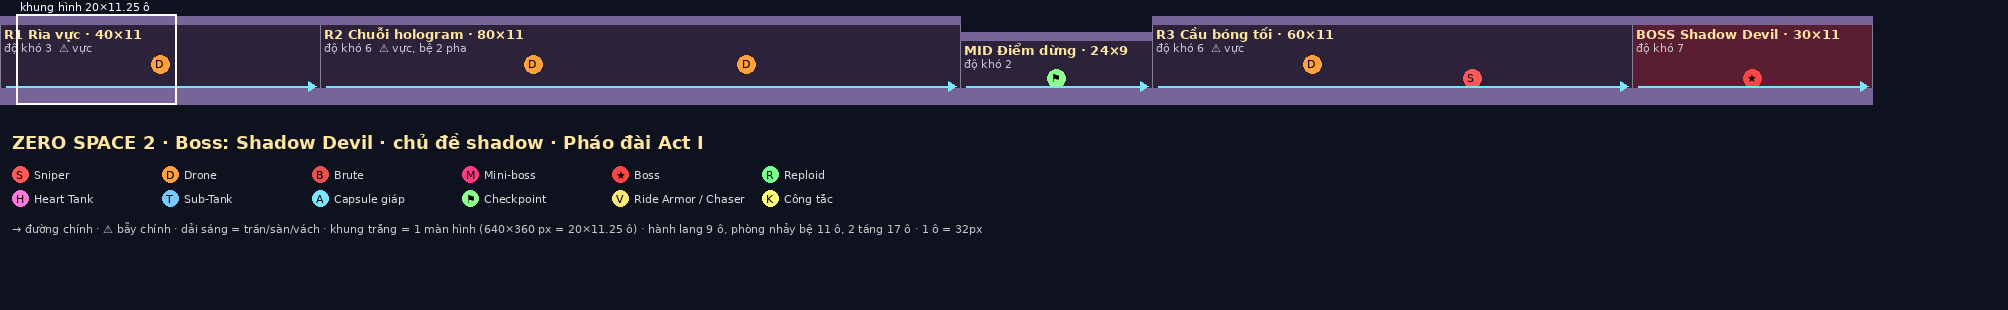 khung hình 20×11.25 ô
R1 Rìa vực · 40×11
độ khó 3 ⚠ vực
D
R2 Chuỗi hologram · 80×11
độ khó 6 ⚠ vực, bệ 2 pha
D
D
MID Điểm dừng · 24×9
độ khó 2
⚑
R3 Cầu bóng tối · 60×11
độ khó 6 ⚠ vực
D
S
BOSS Shadow Devil · 30×11
độ khó 7
★
ZERO SPACE 2 · Boss: Shadow Devil · chủ đề shadow · Pháo đài Act I
S Sniper
D Drone
B Brute
M Mini-boss
★ Boss
R Reploid
H Heart Tank
T Sub-Tank
A Capsule giáp
⚑ Checkpoint
V Ride Armor / Chaser
K Công tắc
→ đường chính · ⚠ bẫy chính · dải sáng = trần/sàn/vách · khung trắng = 1 màn hình (640×360 px = 20×11.25 ô) · hành lang 9 ô, phòng nhảy bệ 11 ô, 2 tầng 17 ô · 1 ô = 32px